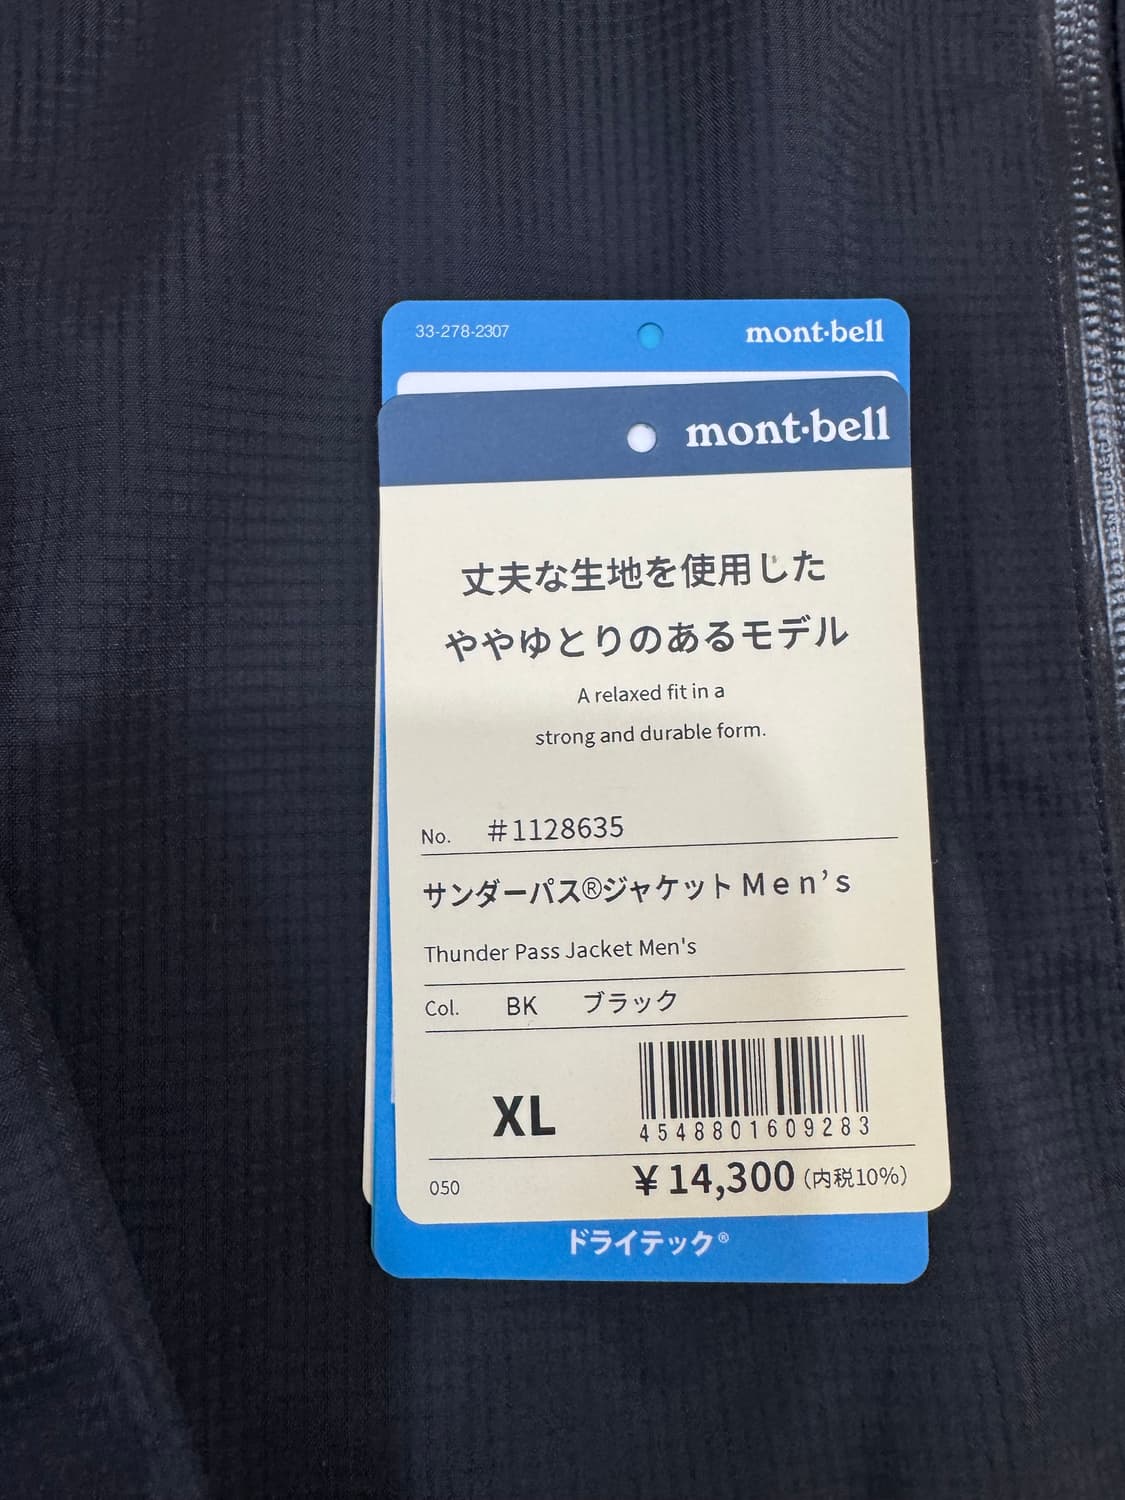 33-278-2307 mont·bell
mont·bell
丈夫な生地を使用した
ややゆとりのあるモデル
A relaxed fit in a
strong and durable form.
No. #1128635
サンダーパス®ジャケットMen's
Thunder Pass Jacket Men's
Col. BK ブラック
XL
4548801609283
050 ¥14,300(内税10%)
ドライテック®